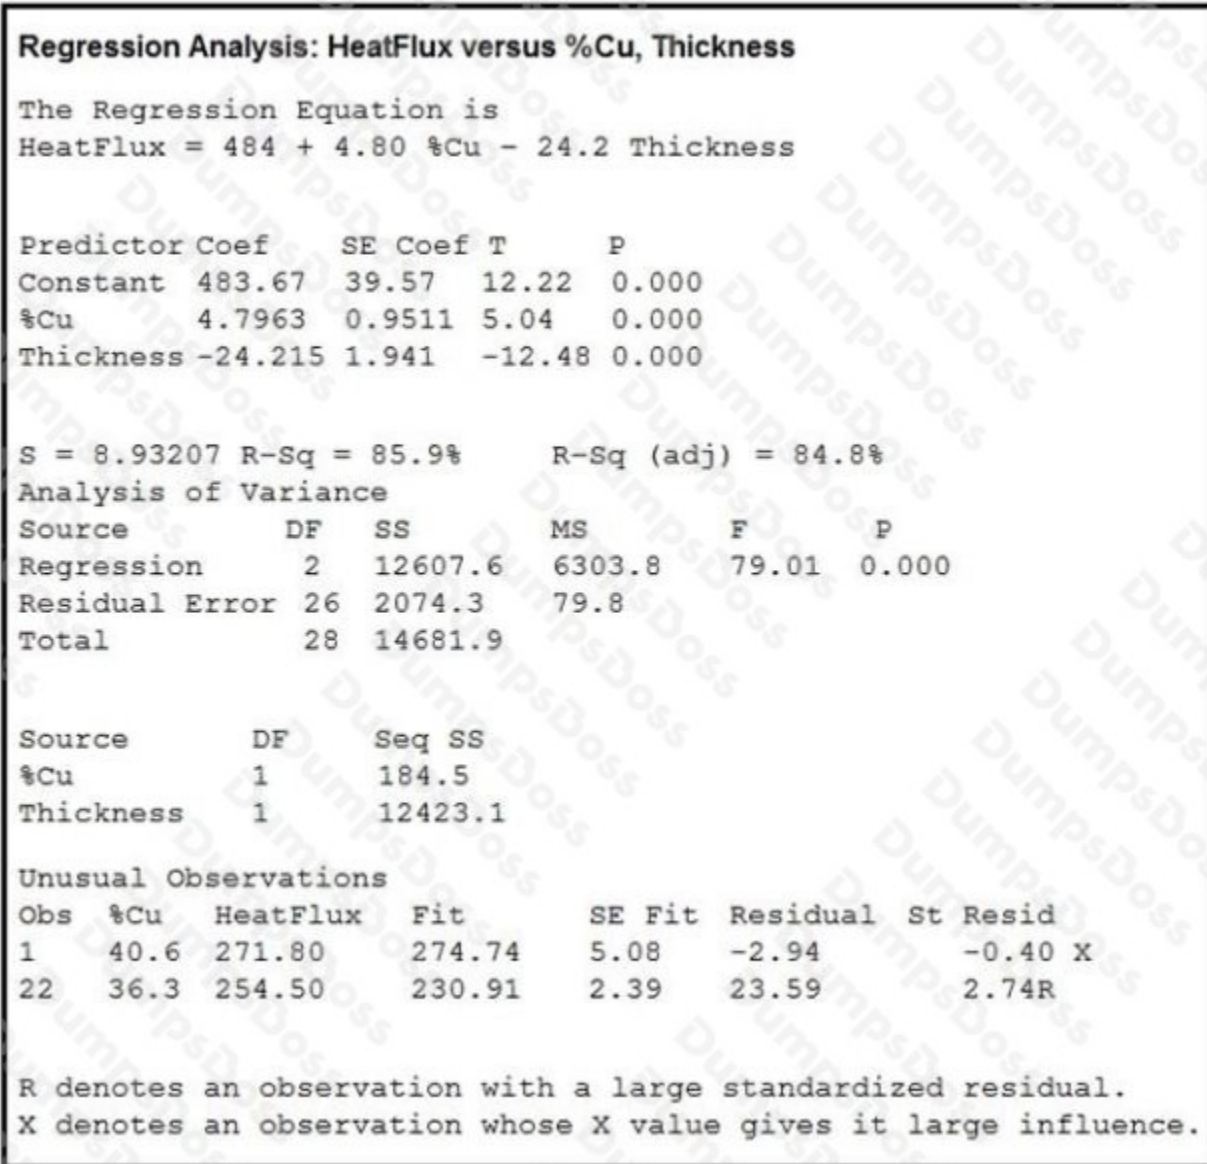 Regression Analysis: HeatFlux versus %Cu, Thickness
The Regression Equation is
HeatFlux = 484 + 4.80 %Cu - 24.2 Thickness
Predictor Coef SE Coef T P
Constant 483.67 39.57 12.22 0.000
%Cu 4.7963 0.9511 5.04 0.000
Thickness -24.215 1.941 -12.48 0.000
S = 8.93207 R-Sq = 85.9% R-Sq (adj) = 84.8%
Analysis of Variance
Source DF SS MS F P
Regression 2 12607.6 6303.8 79.01 0.000
Residual Error 26 2074.3 79.8
Total 28 14681.9
Source DF Seq SS
%Cu 1 184.5
Thickness 1 12423.1
Unusual Observations
Obs %Cu HeatFlux Fit SE Fit Residual St Resid
1 40.6 271.80 274.74 5.08 -2.94 -0.40 X
22 36.3 254.50 230.91 2.39 23.59 2.74R
R denotes an observation with a large standardized residual.
X denotes an observation whose X value gives it large influence.
DumpsDoss